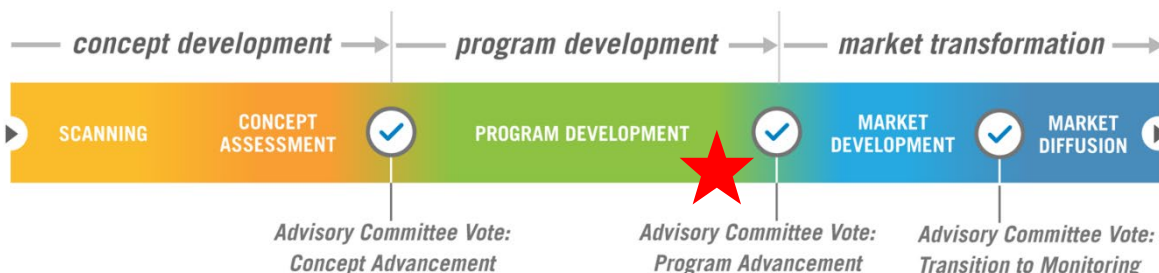 concept development
program development
market transformation
SCANNING
CONCEPT
ASSESSMENT
PROGRAM DEVELOPMENT
MARKET
DEVELOPMENT
MARKET
DIFFUSION
Advisory Committee Vote:
Concept Advancement
Advisory Committee Vote:
Program Advancement
Advisory Committee Vote:
Transition to Monitoring